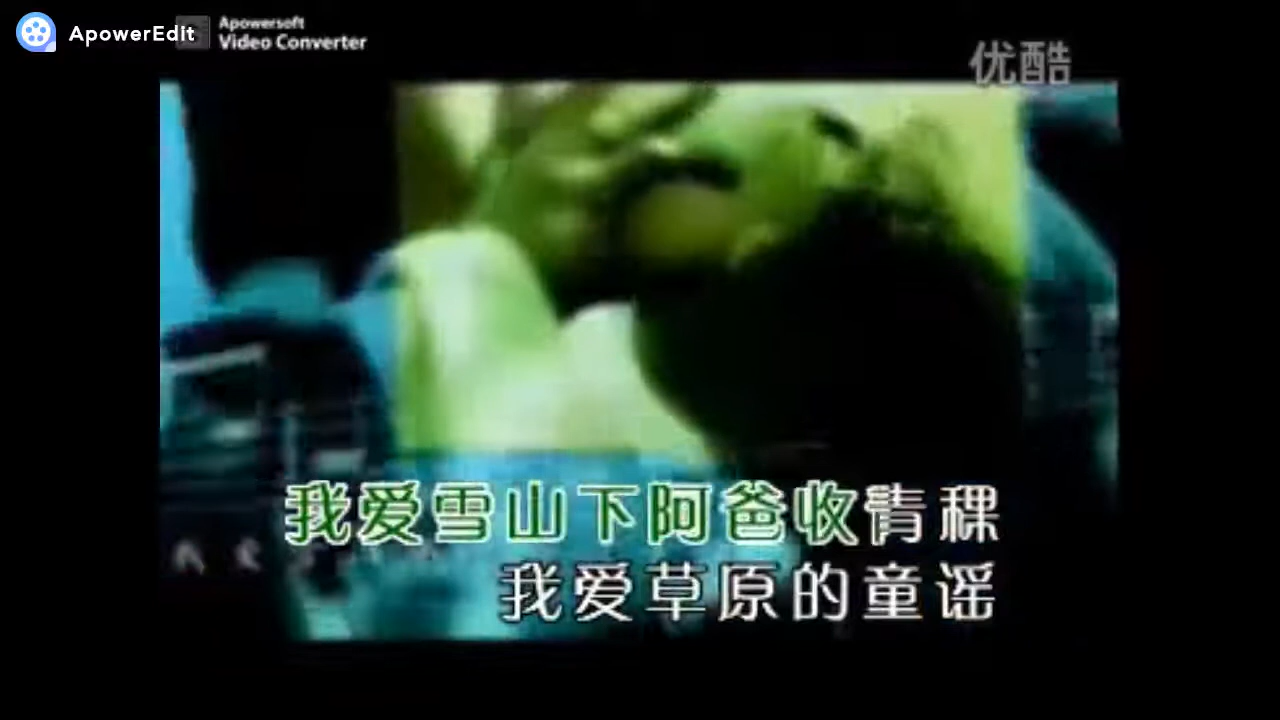 ApowerEdit
Apowersoft
Video Converter
优酷
我爱雪山下阿爸收青稞
我爱草原的童谣